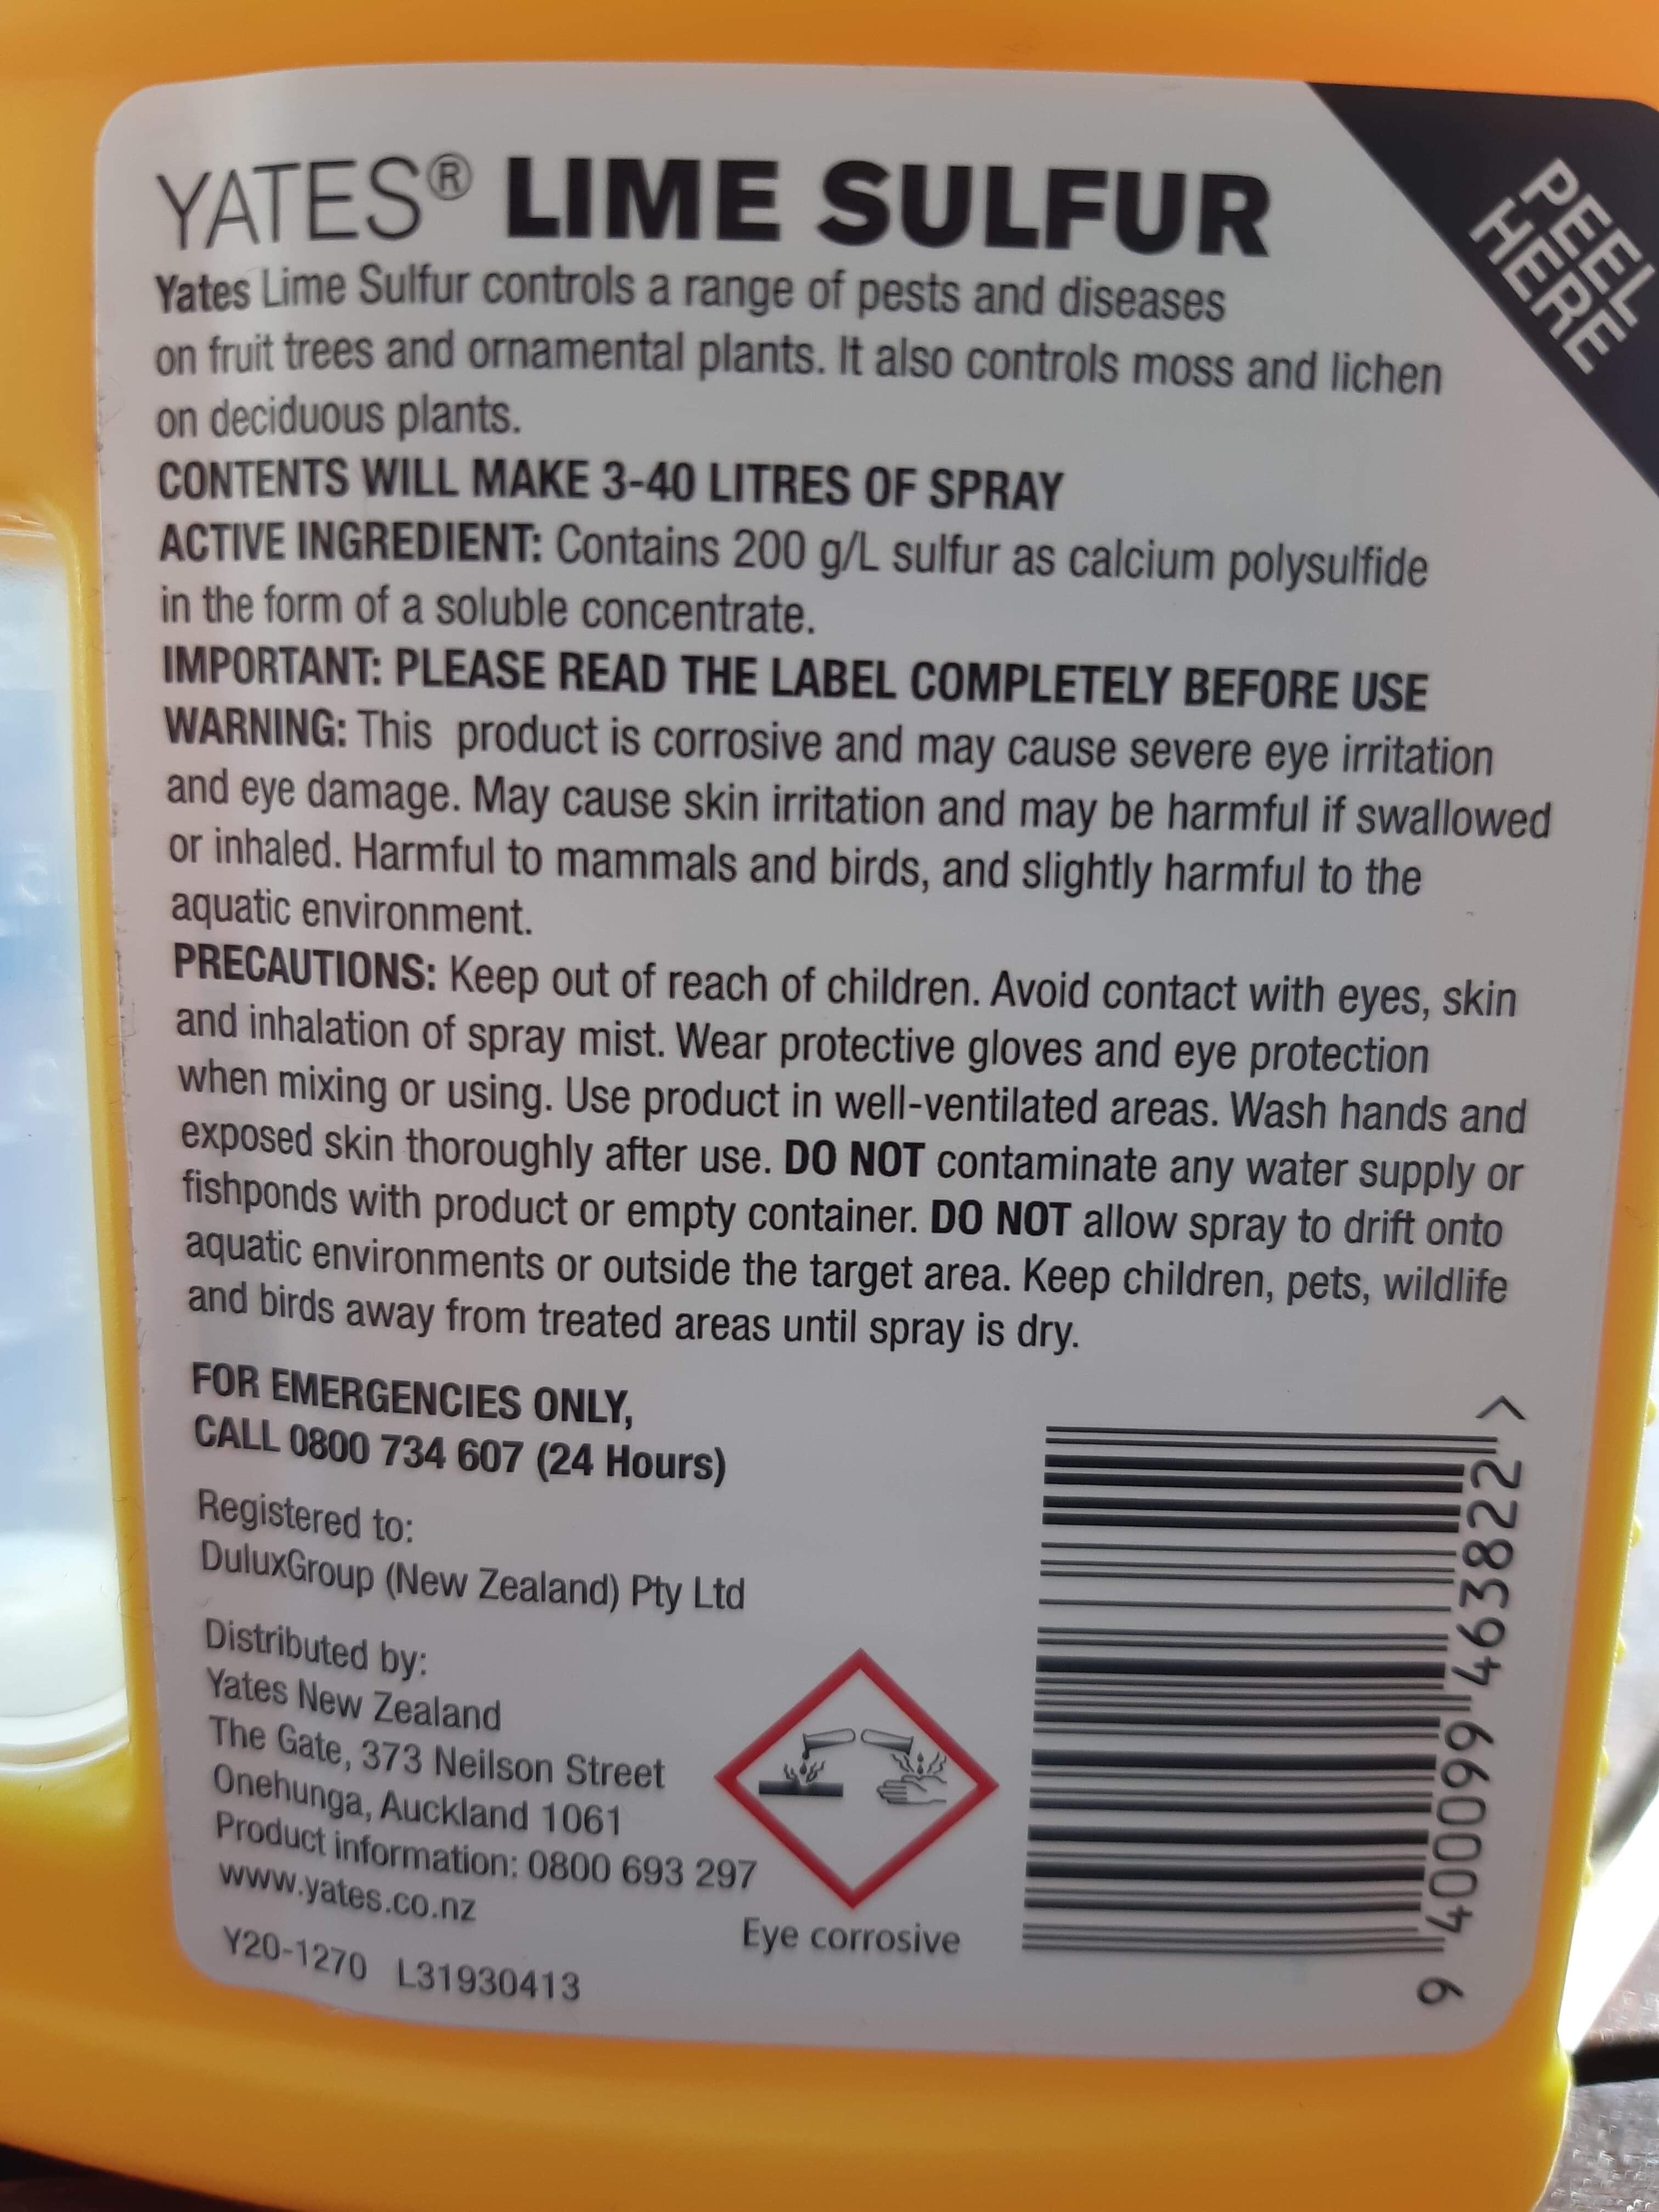 PEEL
HERE
YATES® LIME SULFUR
Yates Lime Sulfur controls a range of pests and diseases
on fruit trees and ornamental plants. It also controls moss and lichen
on deciduous plants.
CONTENTS WILL MAKE 3-40 LITRES OF SPRAY
ACTIVE INGREDIENT: Contains 200 g/L sulfur as calcium polysulfide
in the form of a soluble concentrate.
IMPORTANT: PLEASE READ THE LABEL COMPLETELY BEFORE USE
WARNING: This product is corrosive and may cause severe eye irritation
and eye damage. May cause skin irritation and may be harmful if swallowed
or inhaled. Harmful to mammals and birds, and slightly harmful to the
aquatic environment.
PRECAUTIONS: Keep out of reach of children. Avoid contact with eyes, skin
and inhalation of spray mist. Wear protective gloves and eye protection
when mixing or using. Use product in well-ventilated areas. Wash hands and
exposed skin thoroughly after use. DO NOT contaminate any water supply or
fishponds with product or empty container. DO NOT allow spray to drift onto
aquatic environments or outside the target area. Keep children, pets, wildlife
and birds away from treated areas until spray is dry.
FOR EMERGENCIES ONLY,
CALL 0800 734 607 (24 Hours)
Registered to:
DuluxGroup (New Zealand) Pty Ltd
Distributed by:
Yates New Zealand
The Gate, 373 Neilson Street
Onehunga, Auckland 1061
Product information: 0800 693 297
www.yates.co.nz
Y20-1270 L31930413
Eye corrosive
9 400099 463822 >